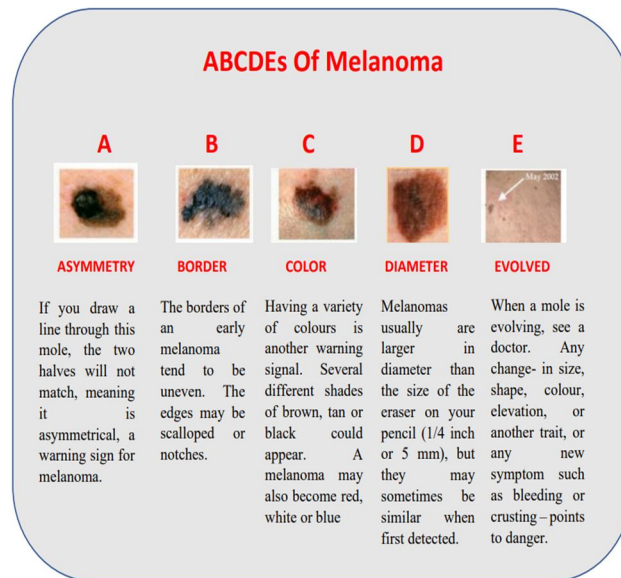 ABCDEs Of Melanoma
A
B
C
D
E
May 2002
ASYMMETRY
BORDER
COLOR
DIAMETER
EVOLVED
If you draw a
line through this
mole, the two
halves will not
match, meaning
it is
asymmetrical, a
warning sign for
melanoma.
The borders of
an early
melanoma
tend to be
uneven. The
edges may be
scalloped or
notches.
Having a variety
of colours is
another warning
signal. Several
different shades
of brown, tan or
black could
appear. A
melanoma may
also become red,
white or blue
Melanomas
usually are
larger in
diameter than
the size of the
eraser on your
pencil (1/4 inch
or 5 mm), but
they may
sometimes be
similar when
first detected.
When a mole is
evolving, see a
doctor. Any
change- in size,
shape, colour,
elevation, or
another trait, or
any new
symptom such
as bleeding or
crusting – points
to danger.